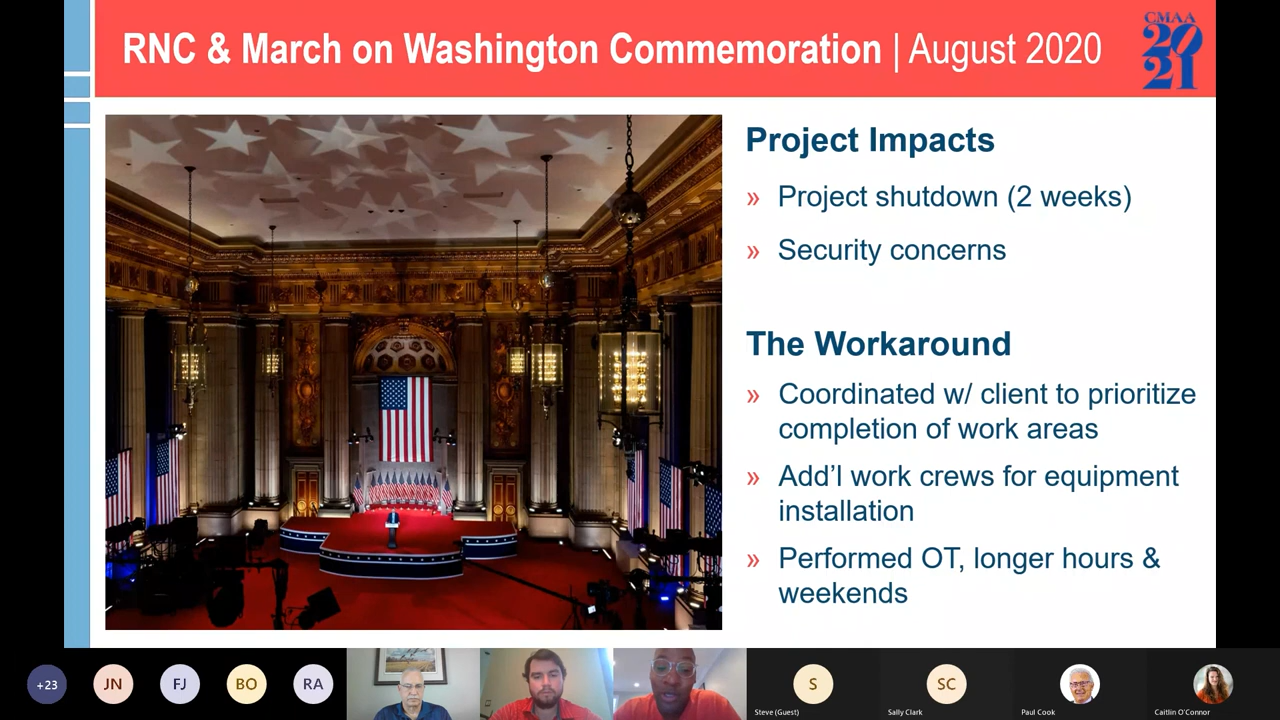 RNC & March on Washington Commemoration | August 2020
CMAA
20
21
Project Impacts
» Project shutdown (2 weeks)
» Security concerns
The Workaround
» Coordinated w/ client to prioritize
completion of work areas
» Add’l work crews for equipment
installation
» Performed OT, longer hours &
weekends
+23
JN
FJ
BO
RA
S
SC
Steve (Guest)
Sally Clark
Paul Cook
Caitlin O'Connor